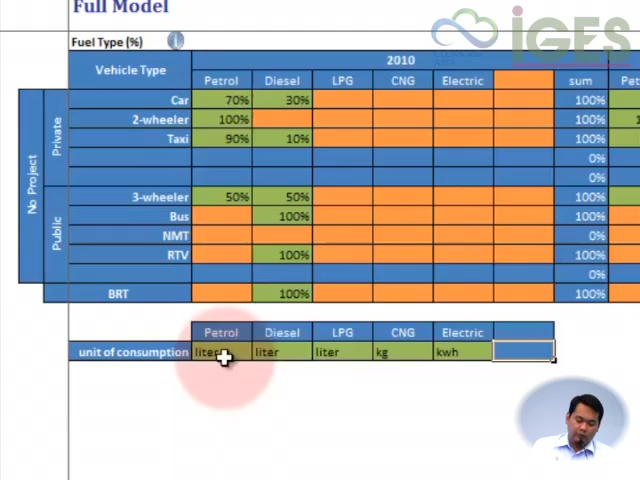 Full Model
IGES
Fuel Type (%)
Vehicle Type
2010
Petrol Diesel LPG CNG Electric sum Pet
No Project
Private
Car 70% 30% 100%
2-wheeler 100% 100% 1
Taxi 90% 10% 100%
0%
0%
Public
3-wheeler 50% 50% 100%
Bus 100% 100%
NMT 0%
RTV 100% 100%
0%
BRT 100% 100%
Petrol Diesel LPG CNG Electric
unit of consumption liter liter liter kg kwh